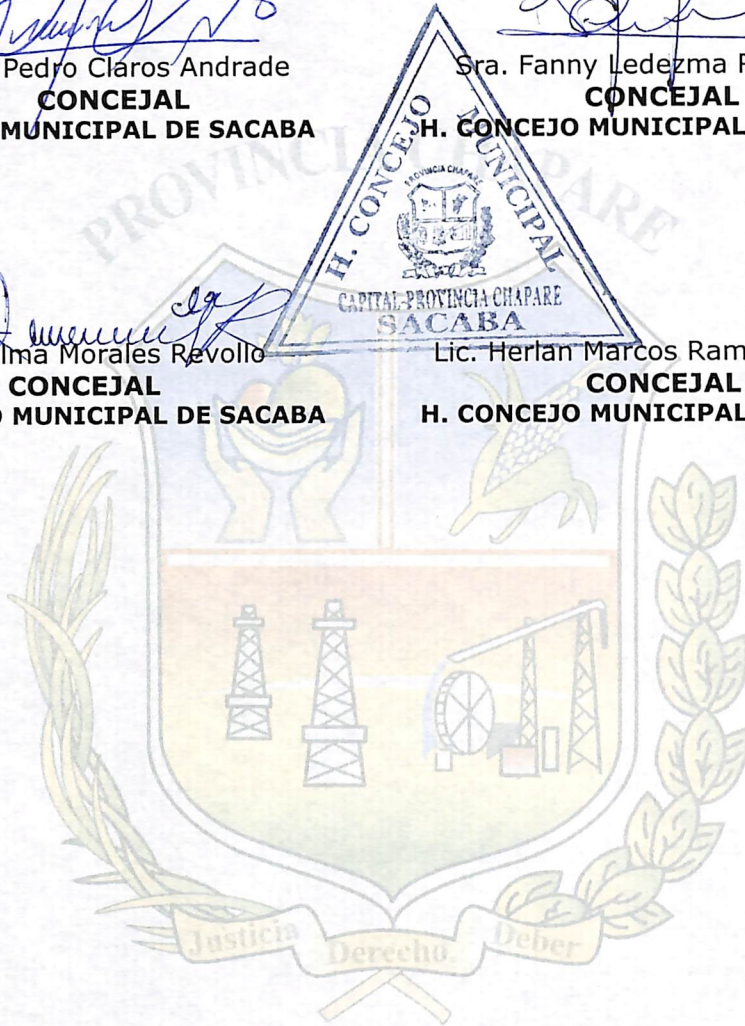 Pedro Claros Andrade
CONCEJAL
MUNICIPAL DE SACABA
Sra. Fanny Ledezma
CONCEJAL
H. CONCEJO MUNICIPAL
H. CONCEJO MUNICIPAL
PROVINCIA CHAPARE
CAPITAL-PROVINCIA CHAPARE
SACABA
PROVINCIA CHAPARE
Morales Revollo
CONCEJAL
MUNICIPAL DE SACABA
Lic. Herlan Marcos
CONCEJAL
H. CONCEJO MUNICIPAL
Justicia Derecho Deber